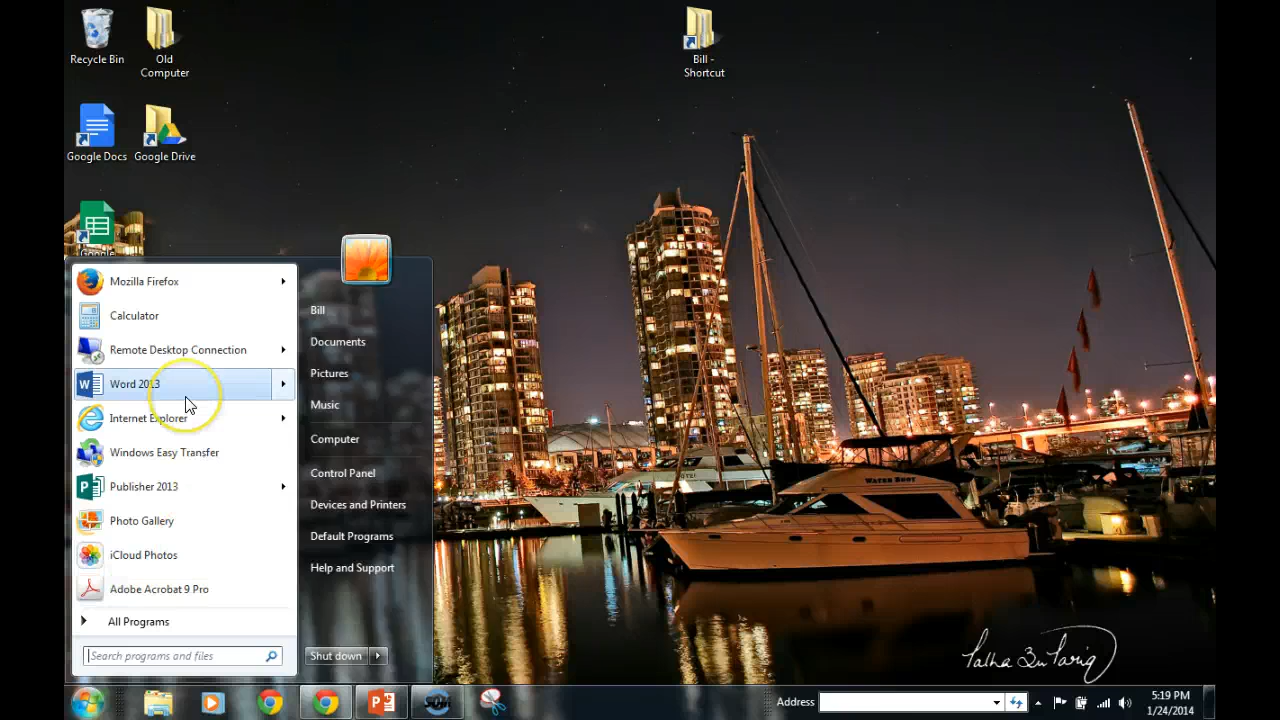 Recycle Bin
Old
Computer
Bill -
Shortcut
Google Docs
Google Drive
Google
Mozilla Firefox
Calculator
Remote Desktop Connection
Word 2013
Internet Explorer
Windows Easy Transfer
Publisher 2013
Photo Gallery
iCloud Photos
Adobe Acrobat 9 Pro
All Programs
Search programs and files
Bill
Documents
Pictures
Music
Computer
Control Panel
Devices and Printers
Default Programs
Help and Support
Shut down
WATER BOOT
Address
5:19 PM
1/24/2014